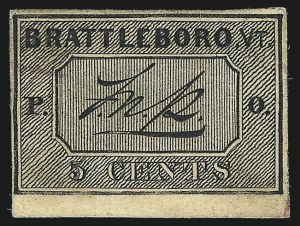 BRATTLEBORO, VT.
P. O.
5 CENTS